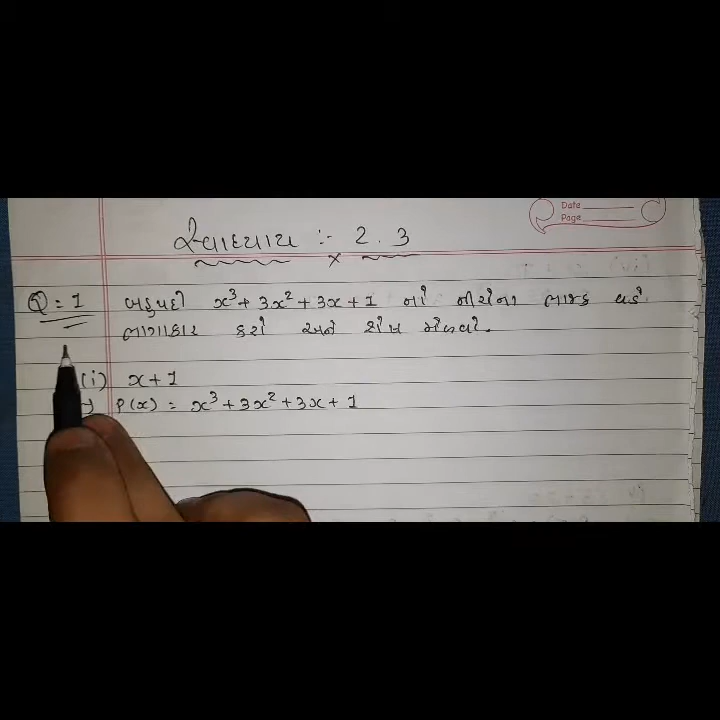 Date
Page
સ્વાધ્યાય :- 2.3
Q = 1 બહુપદી x³ + 3x² + 3x + 1 નો નીચેના ભાજક વડે
ભાગાકાર કરો અને શેષ મેળવો.
(i) x + 1
P(x) = x³ + 3x² + 3x + 1